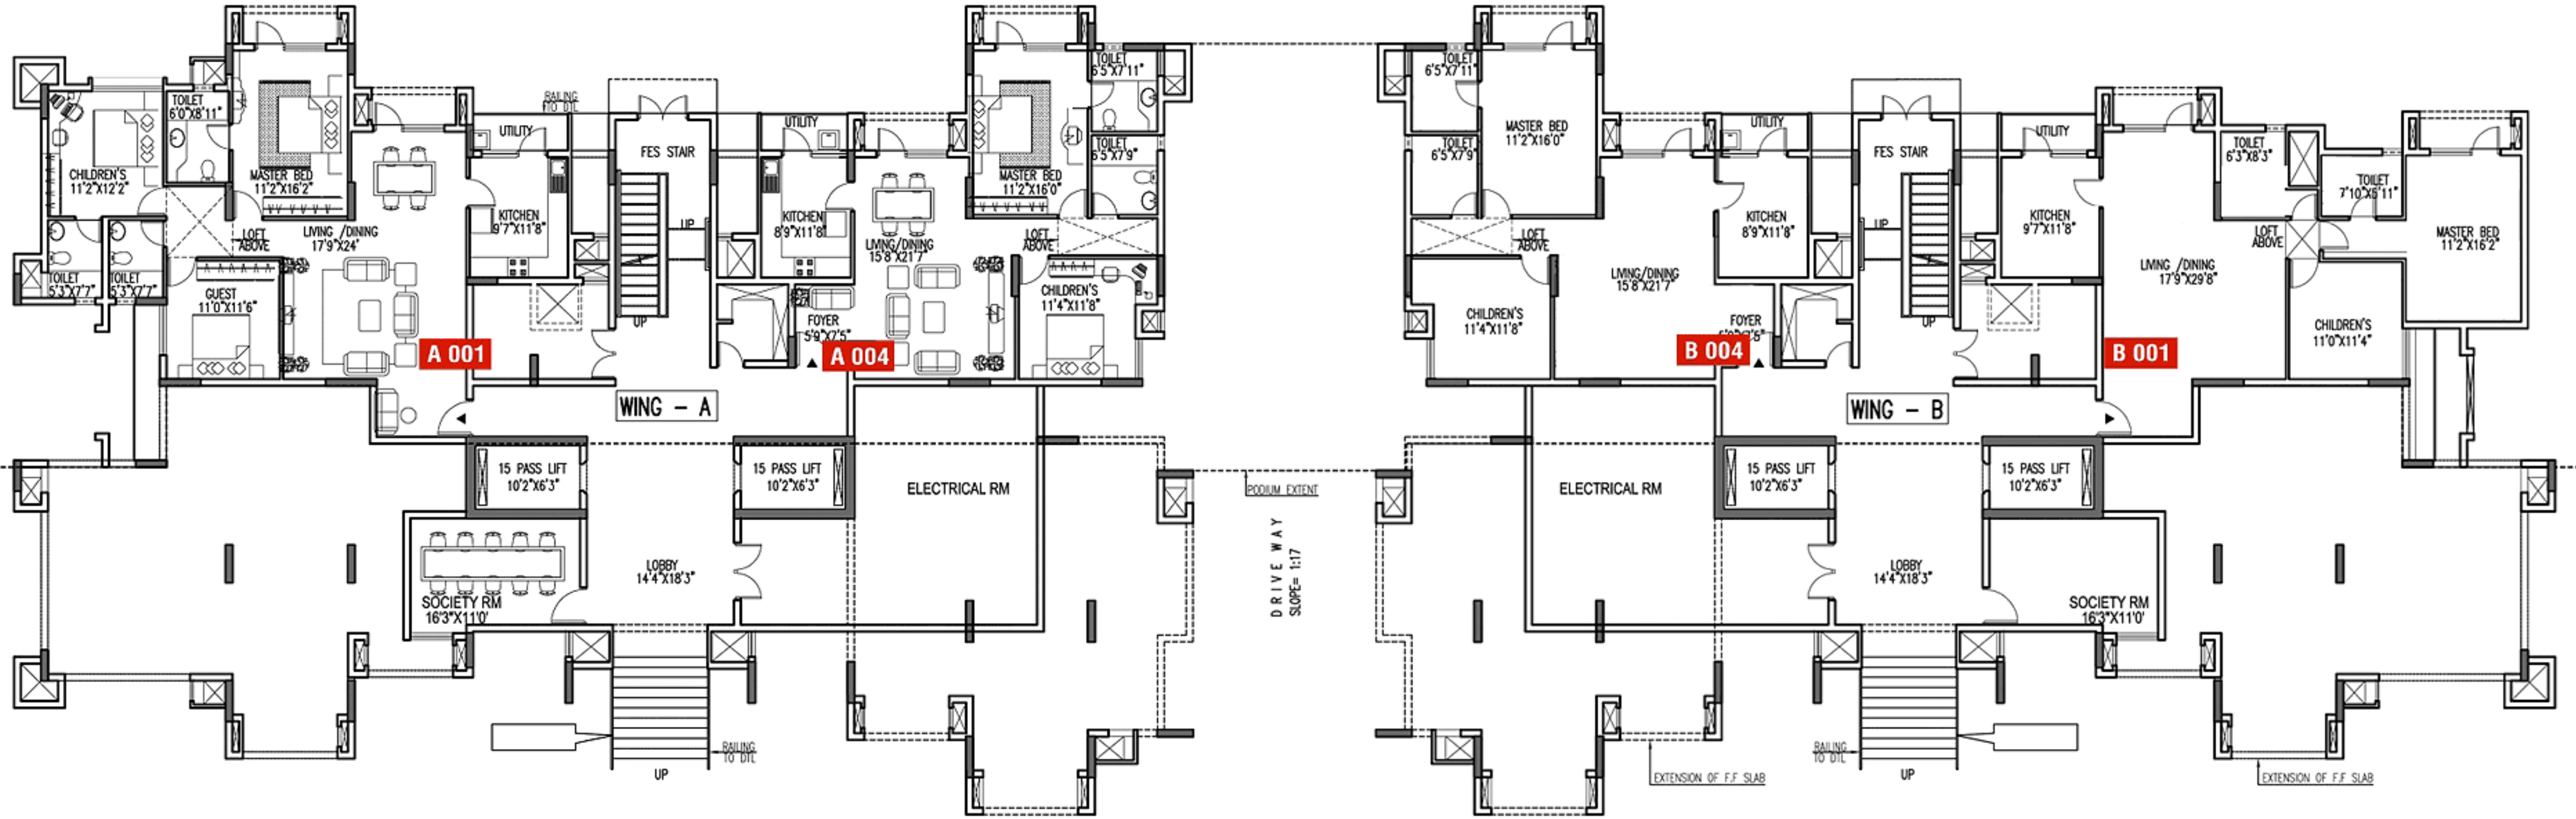 CHILDREN'S
11'2"X12'2"
TOILET
6'0"X8'11"
MASTER BED
11'2"X16'2"
LOFT
ABOVE
LIVING /DINING
17'9"X24'
TOILET
5'3"X7'7"
TOILET
5'3"X7'7"
GUEST
11'0"X11'6"
A 001
UTILITY
KITCHEN
9'7"X11'8"
RAILING
TO DTL
FES STAIR
UP
UP
UTILITY
KITCHEN
8'9"X11'8"
LIVING/DINING
15'8"X21'7"
FOYER
5'9"X7'5"
A 004
MASTER BED
11'2"X16'0"
TOILET
6'5"X7'11"
TOILET
6'5"X7'9"
LOFT
ABOVE
CHILDREN'S
11'4"X11'8"
WING - A
15 PASS LIFT
10'2"X6'3"
15 PASS LIFT
10'2"X6'3"
ELECTRICAL RM
LOBBY
14'4"X18'3"
SOCIETY RM
16'3"X11'0'
RAILING
TO DTL
UP
PODIUM EXTENT
DRIVE WAY
SLOPE= 1:17
TOILET
6'5"X7'11"
TOILET
6'5"X7'9"
MASTER BED
11'2"X16'0"
LOFT
ABOVE
CHILDREN'S
11'4"X11'8"
LIVING/DINING
15'8"X21'7"
UTILITY
KITCHEN
8'9"X11'8"
FOYER
B 004
FES STAIR
UP
UP
UTILITY
KITCHEN
9'7"X11'8"
LIVING /DINING
17'9"X29'8"
B 001
TOILET
6'3"X8'3"
TOILET
7'10"X5'11"
LOFT
ABOVE
MASTER BED
11'2"X16'2"
CHILDREN'S
11'0"X11'4"
WING - B
15 PASS LIFT
10'2"X6'3"
15 PASS LIFT
10'2"X6'3"
ELECTRICAL RM
LOBBY
14'4"X18'3"
SOCIETY RM
16'3"X11'0'
RAILING
TO DTL
UP
EXTENSION OF F.F SLAB
EXTENSION OF F.F SLAB